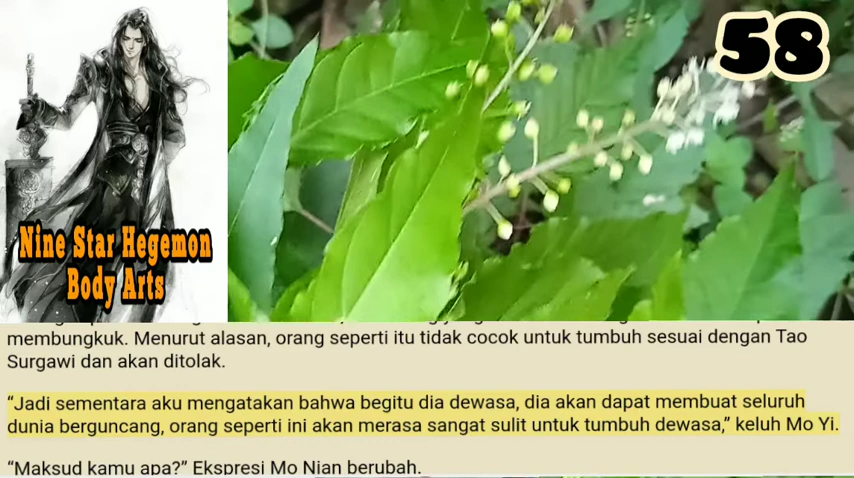 58
Nine Star Hegemon
Body Arts
membungkuk. Menurut alasan, orang seperti itu tidak cocok untuk tumbuh sesuai dengan Tao
Surgawi dan akan ditolak.
“Jadi sementara aku mengatakan bahwa begitu dia dewasa, dia akan dapat membuat seluruh
dunia berguncang, orang seperti ini akan merasa sangat sulit untuk tumbuh dewasa,” keluh Mo Yi.
“Maksud kamu apa?” Ekspresi Mo Nian berubah.